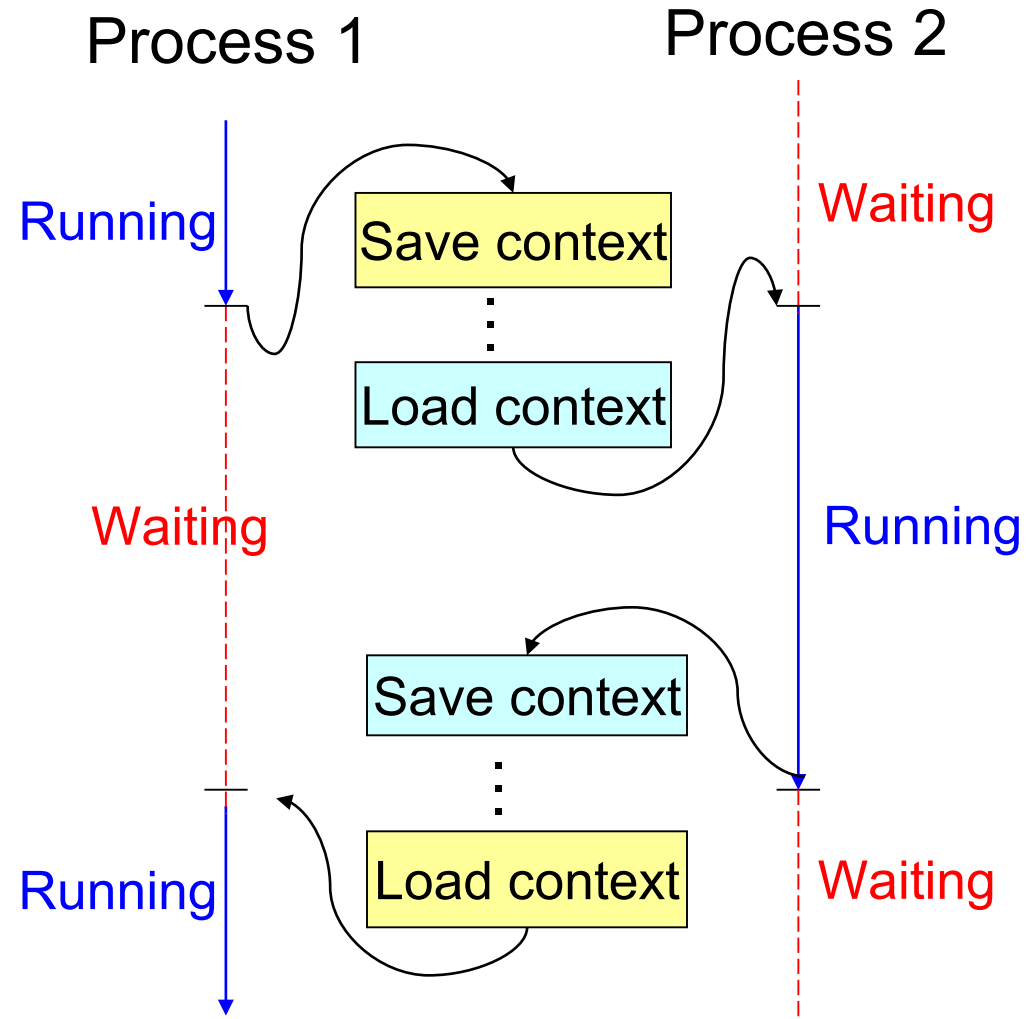 Process 1
Process 2
Running
Save context
Waiting
Load context
Waiting
Running
Save context
Running
Load context
Waiting